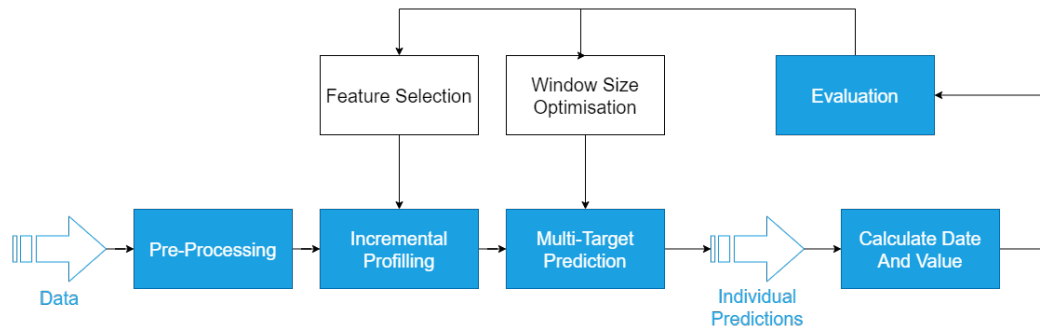 Feature Selection
Window Size
Optimisation
Evaluation
Pre-Processing
Incremental
Profilling
Multi-Target
Prediction
Calculate Date
And Value
Data
Individual
Predictions